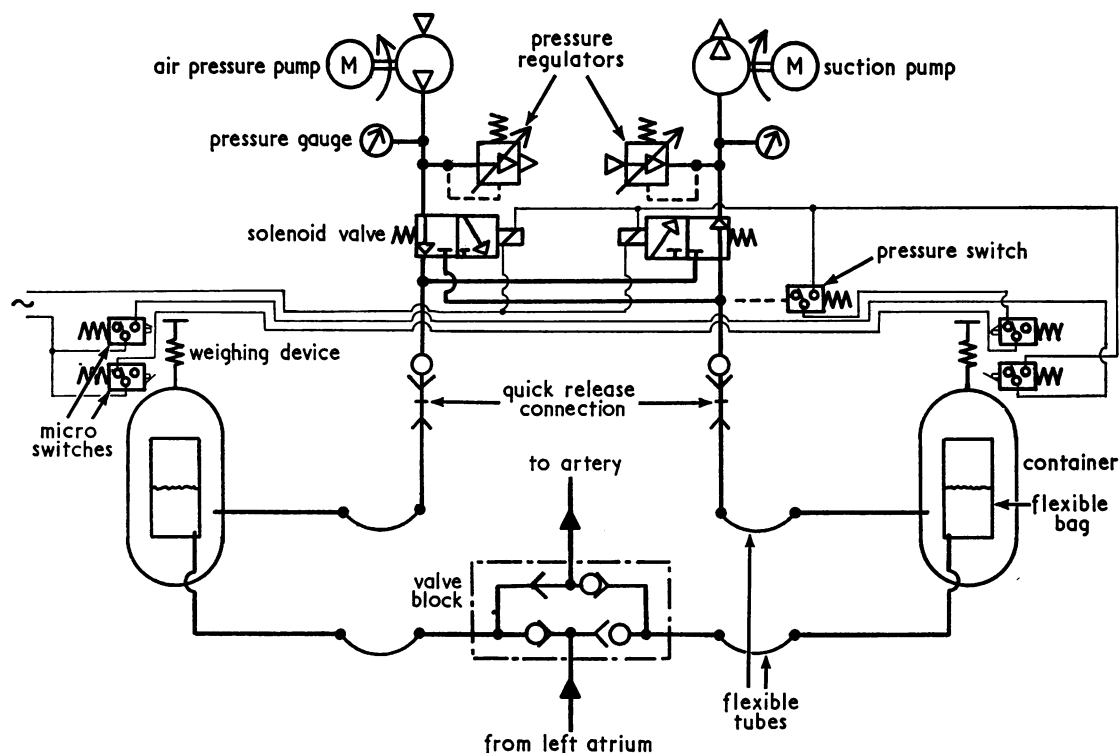 pressure
regulators
air pressure pump
M
M
suction pump
pressure gauge
solenoid valve
pressure switch
~
weighing device
quick release
connection
micro
switches
to artery
container
flexible
bag
valve
block
flexible
tubes
from left atrium